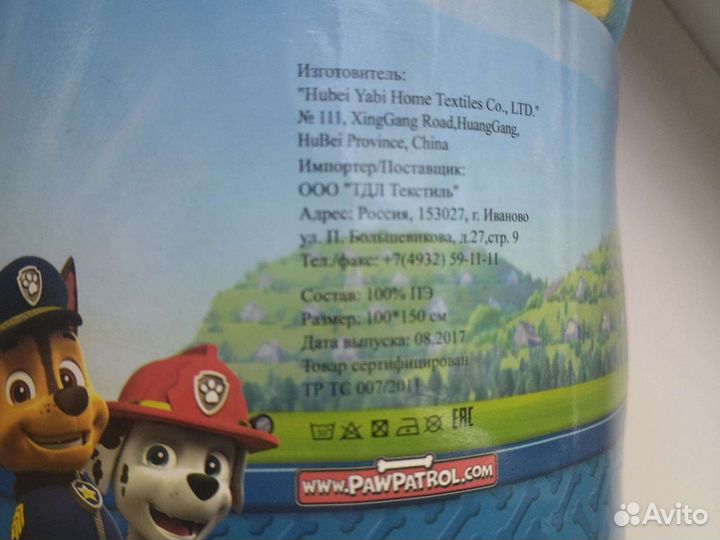 Изготовитель:
"Hubei Yabi Home Textiles Co., LTD."
№ 111, XingGang Road,HuangGang,
HuBei Province, China
Импортер/Поставщик:
ООО "ТДЛ Текстиль"
Адрес: Россия, 153027, г. Иваново
ул. П. Большевикова, д.27,стр. 9
Тел./факс: +7(4932) 59-11-11
Состав: 100% ПЭ
Размер: 100*150 см
Дата выпуска: 08.2017
Товар сертифицирован
ТР ТС 007/2011
30
EAC
WWW.PAWPATROL.COM
Avito